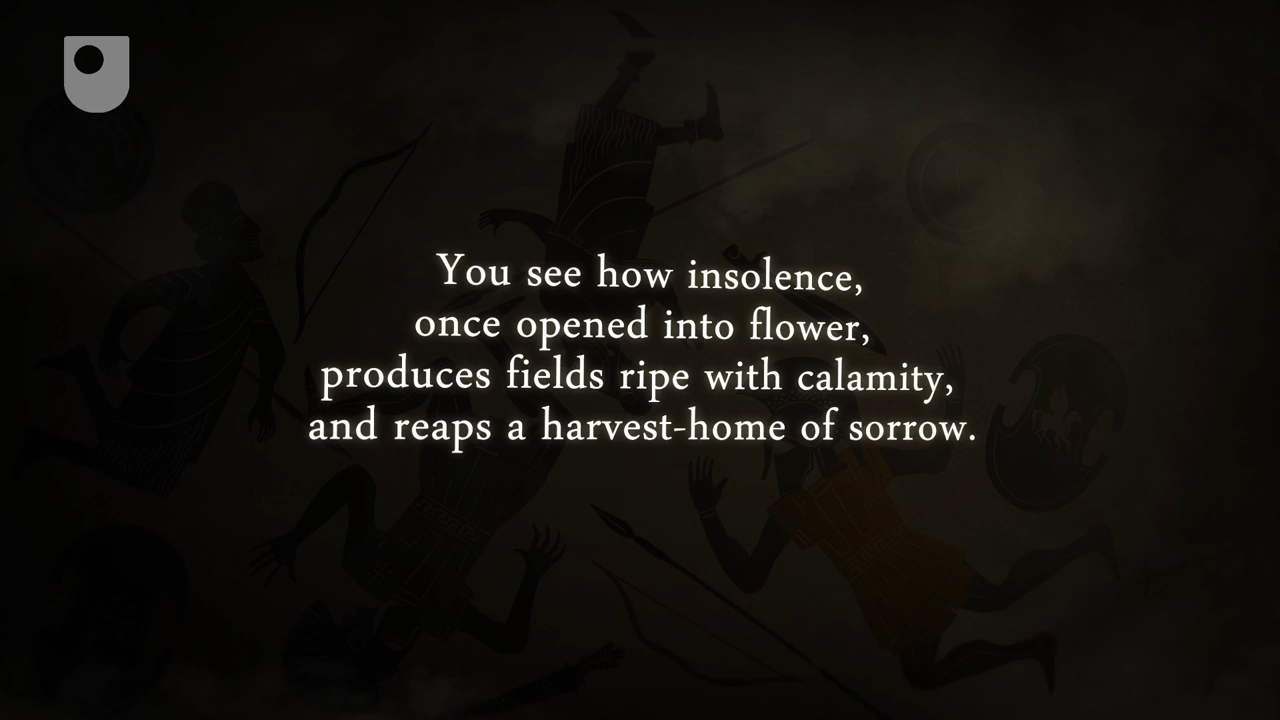 You see how insolence,
once opened into flower,
produces fields ripe with calamity,
and reaps a harvest-home of sorrow.